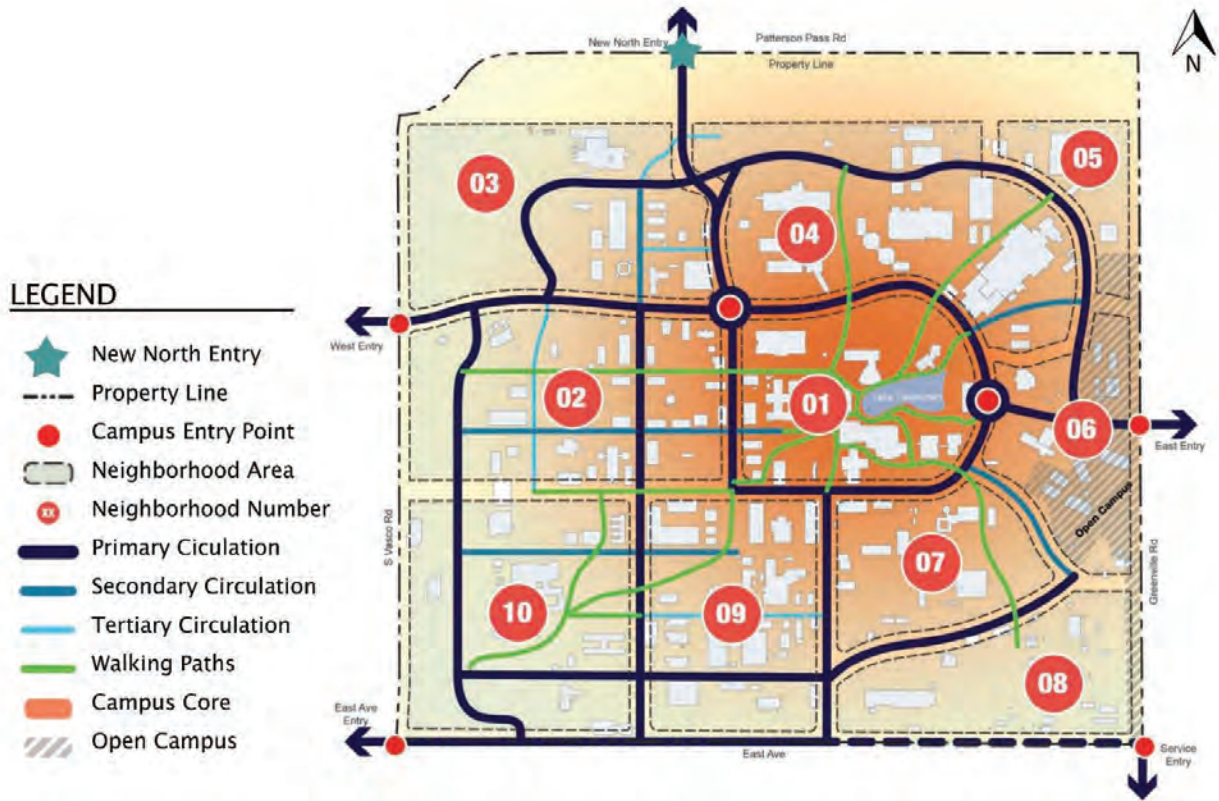 New North Entry
Patterson Pass Rd
Property Line
N
LEGEND
New North Entry
Property Line
Campus Entry Point
Neighborhood Area
XX Neighborhood Number
Primary Ciculation
Secondary Circulation
Tertiary Circulation
Walking Paths
Campus Core
Open Campus
03
04
05
West Entry
02
01
06
East Entry
Open Campus
S Vasco Rd
Greenville Rd
07
10
09
08
East Ave
Entry
East Ave
Service
Entry